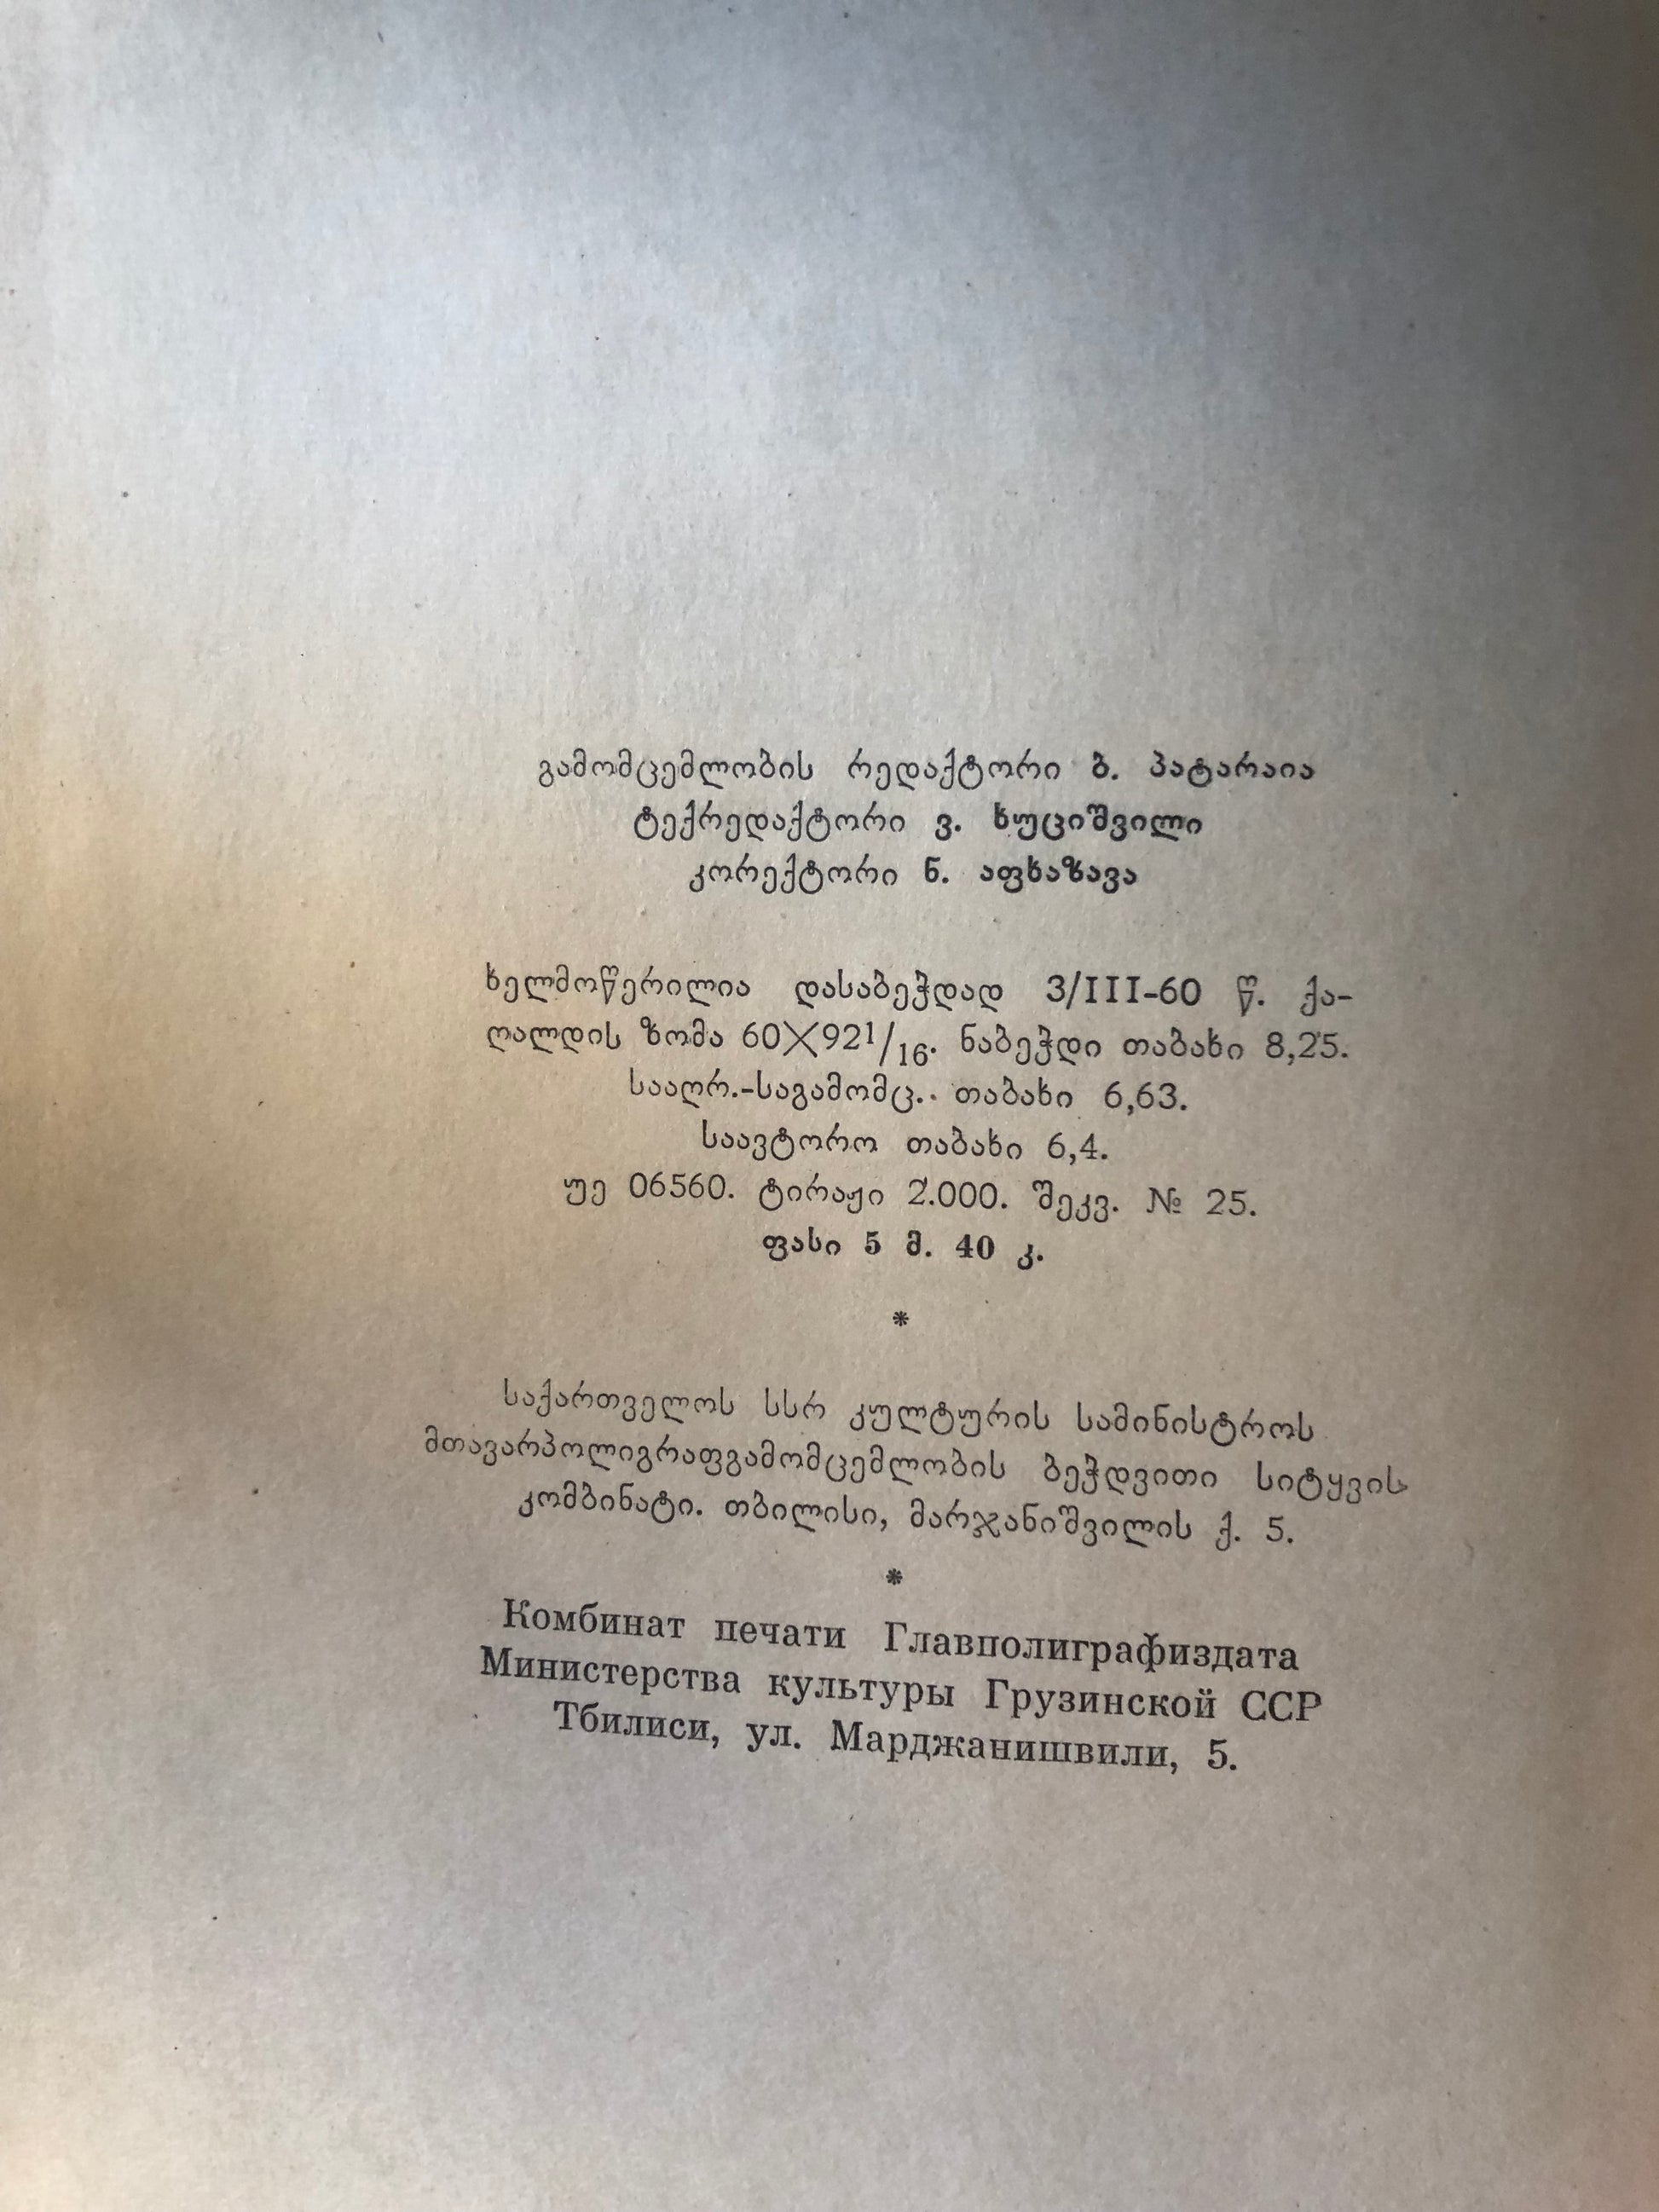 გამომცემლობის რედაქტორი ბ. პატარაია
ტექრედაქტორი ვ. ხუციშვილი
კორექტორი ნ. აფხაზავა
ხელმოწერილია დასაბეჭდად 3/III-60 წ. ქა-
ღალდის ზომა 60X92¹/₁₆. ნაბეჭდი თაბახი 8,25.
სააღრ.-საგამომც.. თაბახი 6,63.
საავტორო თაბახი 6,4.
უე 06560. ტირაჟი 2.000. შეკვ. № 25.
ფასი 5 მ. 40 კ.
*
საქართველოს სსრ კულტურის სამინისტროს
მთავარპოლიგრაფგამომცემლობის ბეჭდვითი სიტყვის
კომბინატი. თბილისი, მარჯანიშვილის ქ. 5.
*
Комбинат печати Главполиграфиздата
Министерства культуры Грузинской ССР
Тбилиси, ул. Марджанишвили, 5.